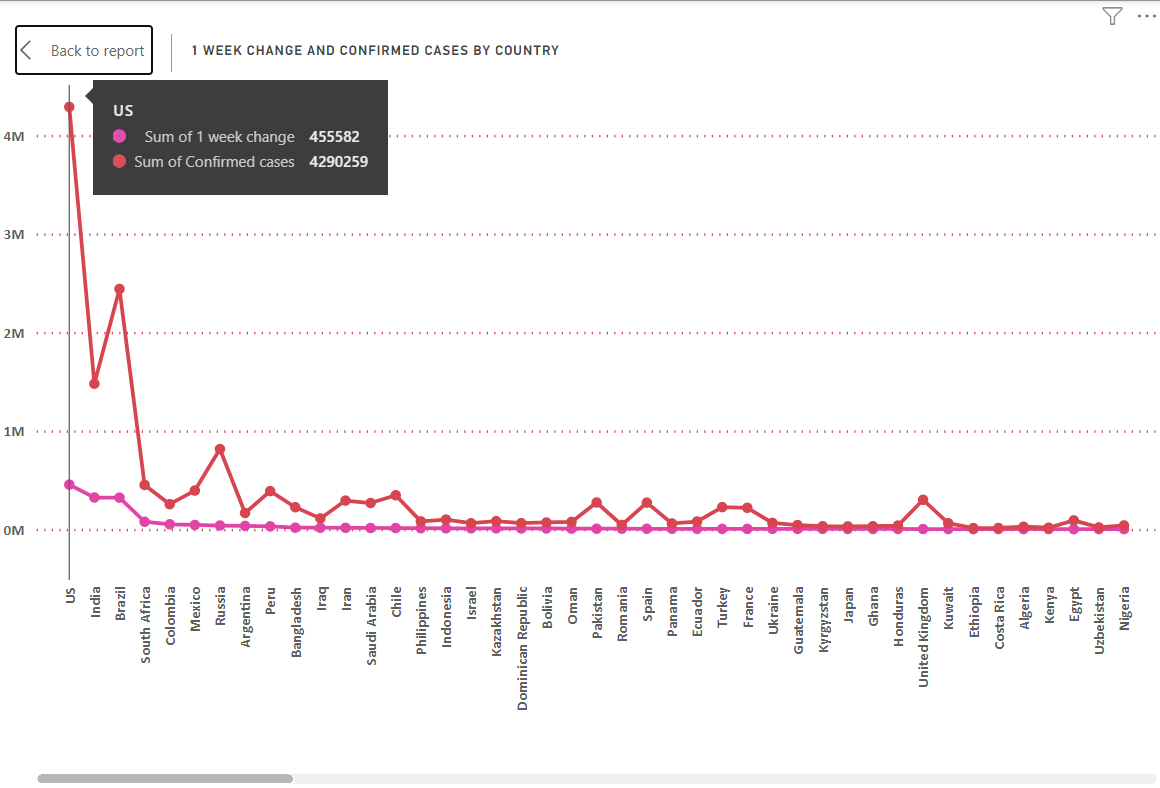 Back to report
1 WEEK CHANGE AND CONFIRMED CASES BY COUNTRY
US
Sum of 1 week change 455582
Sum of Confirmed cases 4290259
4M
3M
2M
1M
0M
US
India
Brazil
South Africa
Colombia
Mexico
Russia
Argentina
Peru
Bangladesh
Iraq
Iran
Saudi Arabia
Chile
Philippines
Indonesia
Israel
Kazakhstan
Dominican Republic
Bolivia
Oman
Pakistan
Romania
Spain
Panama
Ecuador
Turkey
France
Ukraine
Guatemala
Kyrgyzstan
Japan
Ghana
Honduras
United Kingdom
Kuwait
Ethiopia
Costa Rica
Algeria
Kenya
Egypt
Uzbekistan
Nigeria